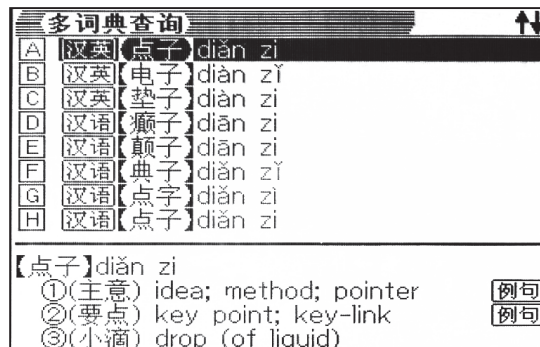 多词典查询
A 汉英【点子】diǎn zi
B 汉英【电子】diàn zǐ
C 汉英【垫子】diàn zi
D 汉语【癫子】diān zi
E 汉语【颠子】diān zi
F 汉语【典子】diǎn zǐ
G 汉语【点字】diǎn zì
H 汉语【点子】diǎn zi
【点子】diǎn zi
①(主意) idea; method; pointer 例句
②(要点) key point; key-link 例句
③(小滴) drop (of liquid)